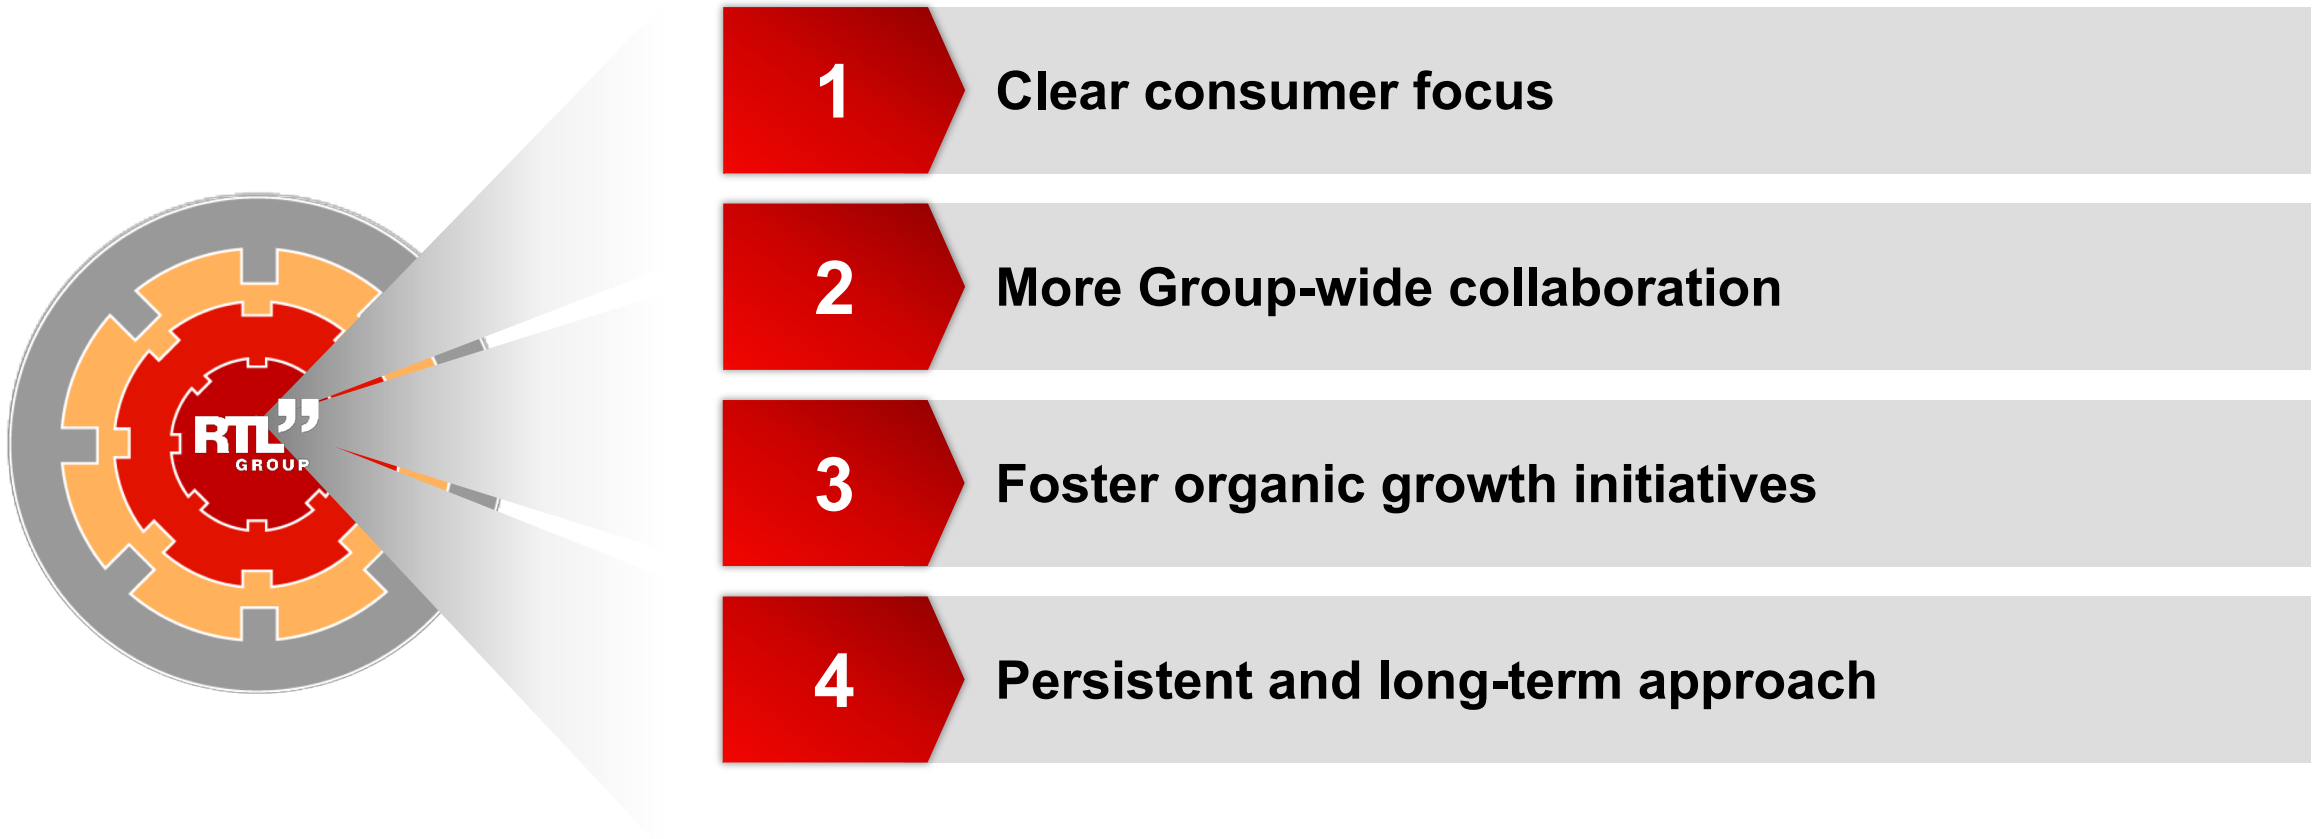 RTL”
GROUP
1
Clear consumer focus
2
More Group-wide collaboration
3
Foster organic growth initiatives
4
Persistent and long-term approach